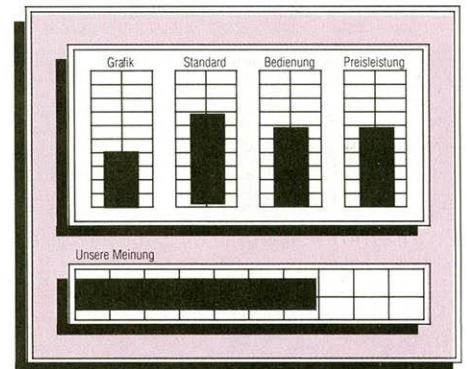 Grafik
Standard
Bedienung
Preisleistung
Unsere Meinung